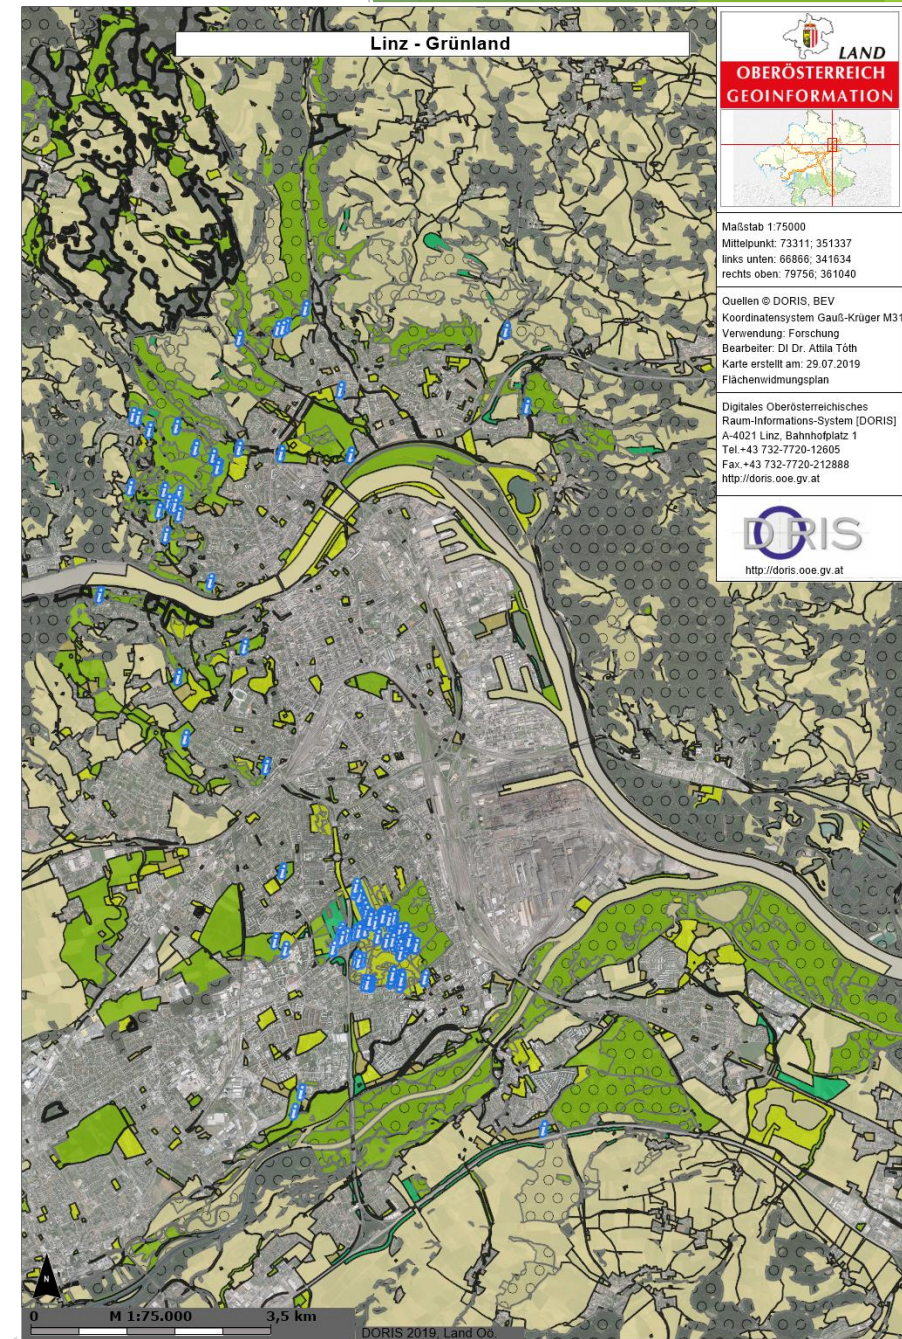 Linz - Grünland
LAND
OBERÖSTERREICH
GEOINFORMATION
Maßstab 1:75000
Mittelpunkt: 73311; 351337
links unten: 66866; 341634
rechts oben: 79756; 361040
Quellen © DORIS, BEV
Koordinatensystem Gauß-Krüger M31
Verwendung: Forschung
Bearbeiter: DI Dr. Attila Tóth
Karte erstellt am: 29.07.2019
Flächenwidmungsplan
Digitales Oberösterreichisches
Raum-Informations-System [DORIS]
A-4021 Linz, Bahnhofplatz 1
Tel.+43 732-7720-12605
Fax.+43 732-7720-212888
http://doris.ooe.gv.at
DORIS
http://doris.ooe.gv.at
N
0 M 1:75.000 3,5 km
DORIS 2019, Land Oö.